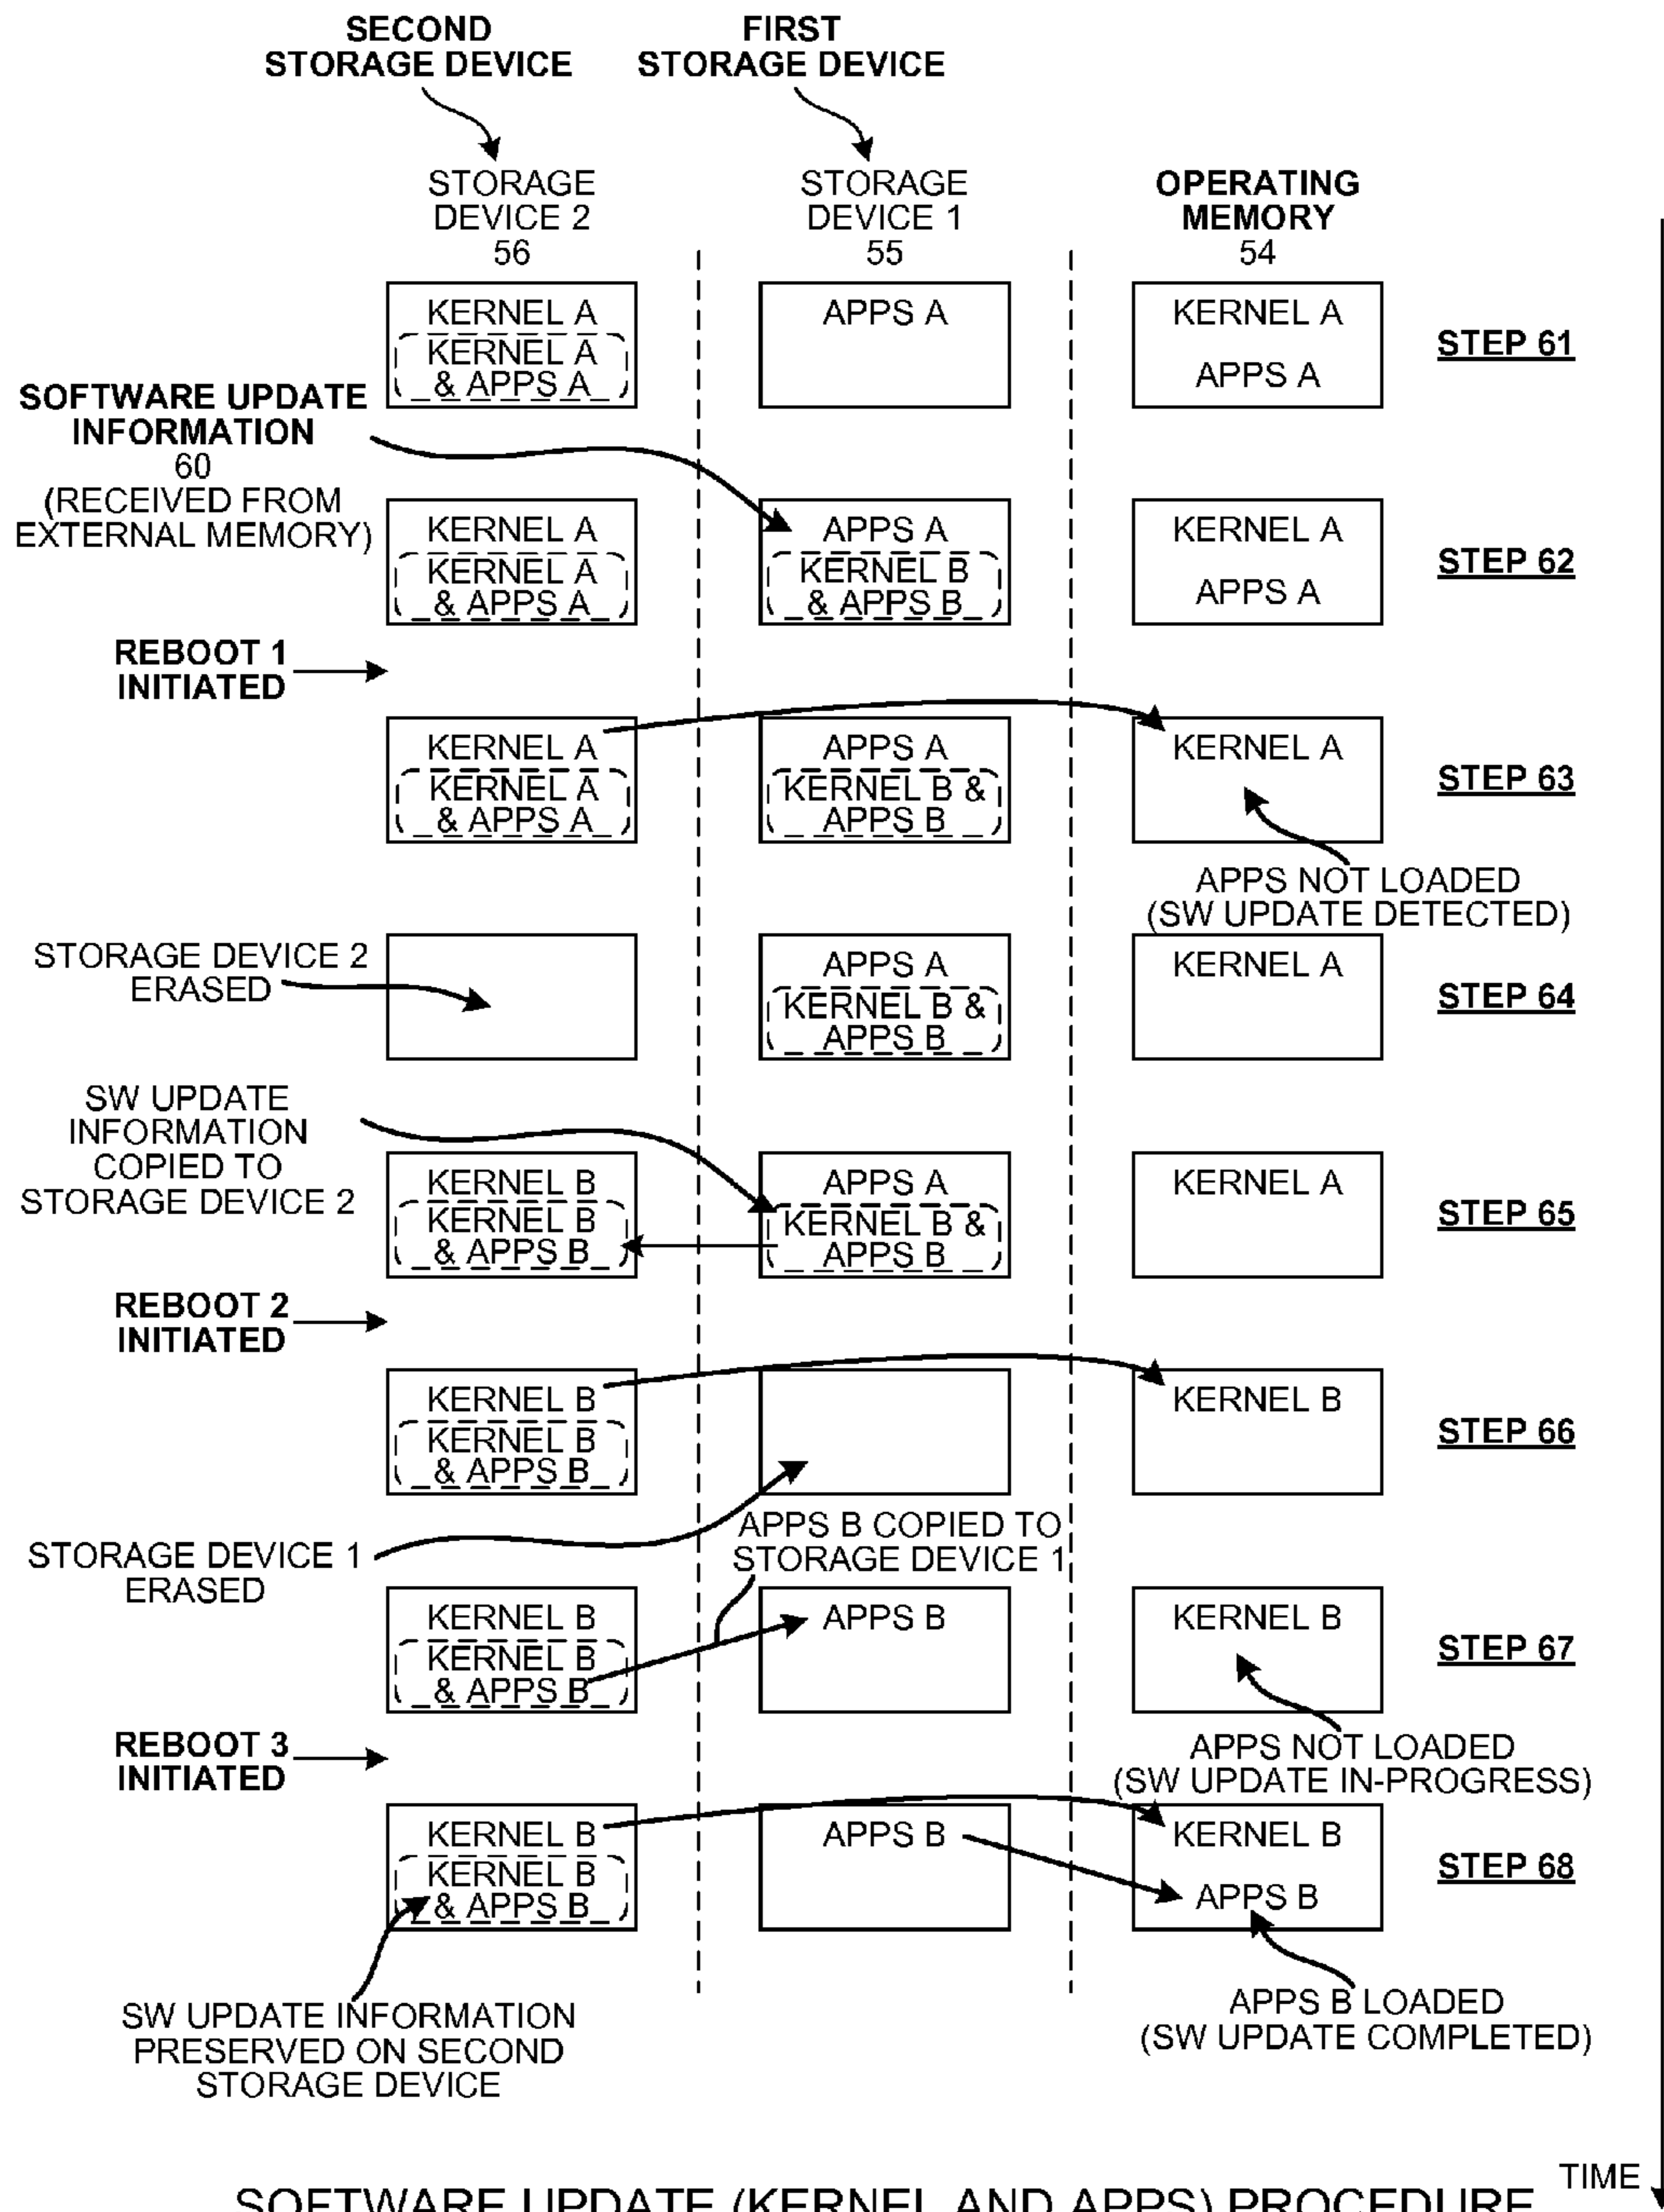 SECOND
STORAGE DEVICE
FIRST
STORAGE DEVICE
STORAGE
DEVICE 2
56
STORAGE
DEVICE 1
55
OPERATING
MEMORY
54
KERNEL A
KERNEL A
& APPS A
APPS A
KERNEL A
APPS A
STEP 61
SOFTWARE UPDATE
INFORMATION
60
(RECEIVED FROM
EXTERNAL MEMORY)
KERNEL A
KERNEL A
& APPS A
APPS A
KERNEL B
& APPS B
KERNEL A
APPS A
STEP 62
REBOOT 1
INITIATED
KERNEL A
KERNEL A
& APPS A
APPS A
KERNEL B &
APPS B
KERNEL A
STEP 63
APPS NOT LOADED
(SW UPDATE DETECTED)
STORAGE DEVICE 2
ERASED
APPS A
KERNEL B &
APPS B
KERNEL A
STEP 64
SW UPDATE
INFORMATION
COPIED TO
STORAGE DEVICE 2
KERNEL B
KERNEL B
& APPS B
APPS A
KERNEL B &
APPS B
KERNEL A
STEP 65
REBOOT 2
INITIATED
KERNEL B
KERNEL B
& APPS B
KERNEL B
STEP 66
STORAGE DEVICE 1
ERASED
APPS B COPIED TO
STORAGE DEVICE 1
KERNEL B
KERNEL B
& APPS B
APPS B
KERNEL B
STEP 67
APPS NOT LOADED
(SW UPDATE IN-PROGRESS)
REBOOT 3
INITIATED
KERNEL B
KERNEL B
& APPS B
APPS B
KERNEL B
APPS B
STEP 68
SW UPDATE INFORMATION
PRESERVED ON SECOND
STORAGE DEVICE
APPS B LOADED
(SW UPDATE COMPLETED)
TIME
SOFTWARE UPDATE (KERNEL AND APPS) PROCEDURE